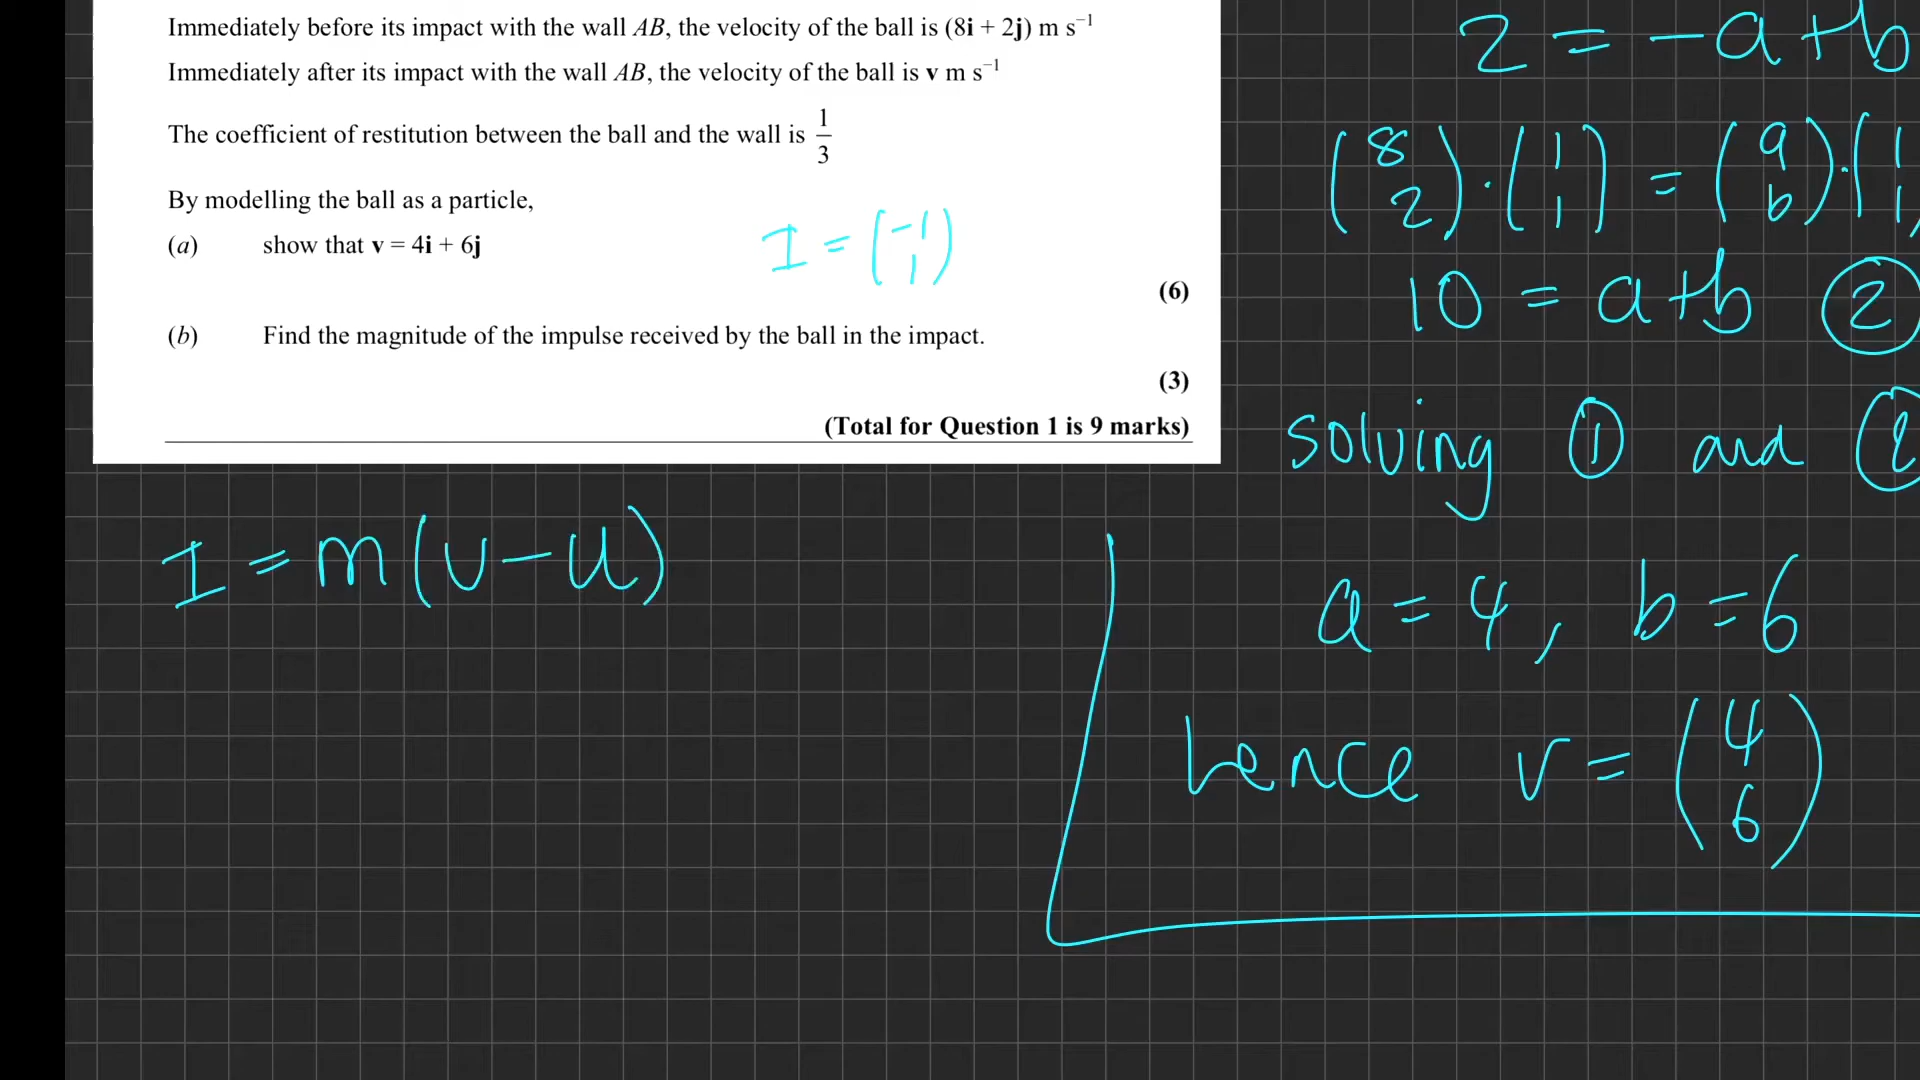 Immediately before its impact with the wall AB, the velocity of the ball is (8i + 2j) m s⁻¹
Immediately after its impact with the wall AB, the velocity of the ball is v m s⁻¹
The coefficient of restitution between the ball and the wall is 1/3
By modelling the ball as a particle,
(a) show that v = 4i + 6j
I = (-1 1)
(6)
(b) Find the magnitude of the impulse received by the ball in the impact.
(3)
(Total for Question 1 is 9 marks)
I = m(v - u)
2 = -a + b
(8 2) · (1 1) = (a b) · (1 1)
10 = a + b ②
solving ① and ②
a = 4, b = 6
hence v = (4 6)